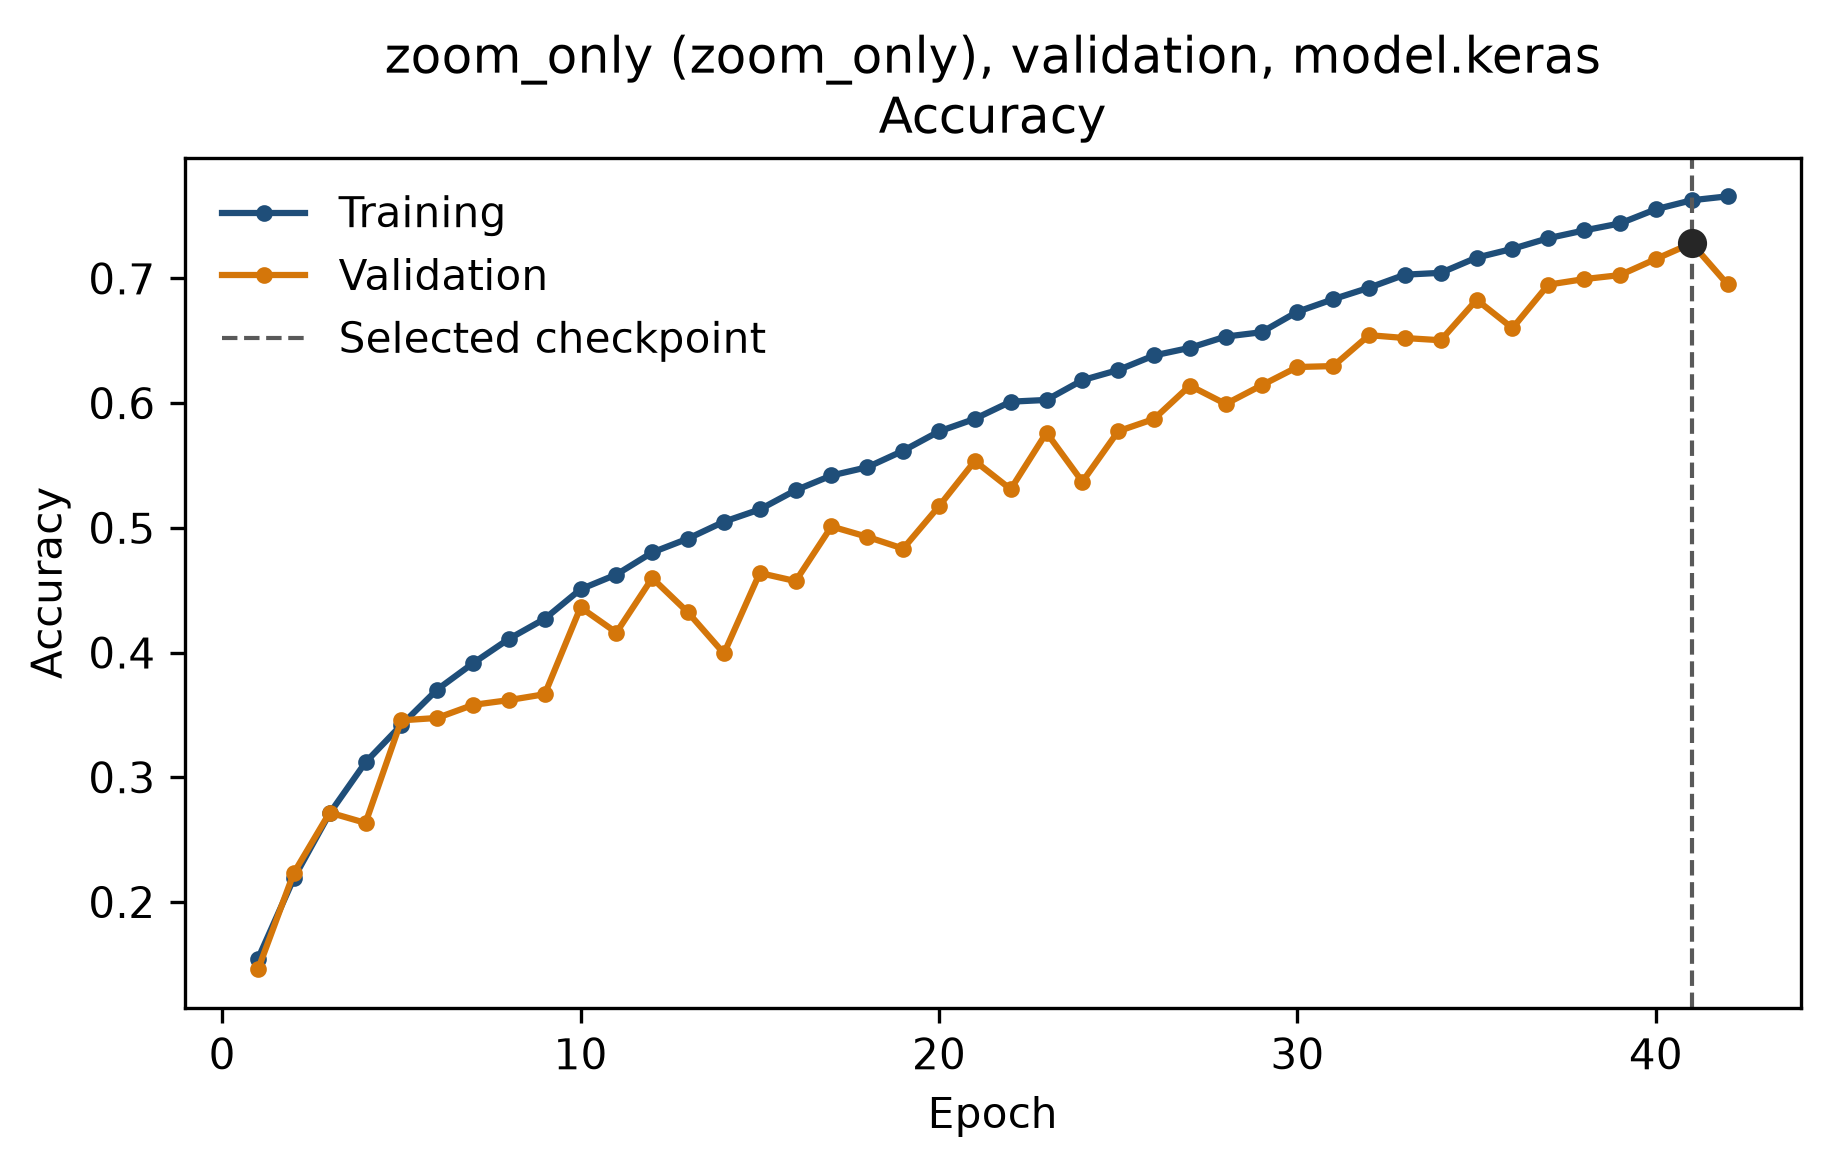 zoom_only (zoom_only), validation, model.keras
Accuracy
Training
Validation
Selected checkpoint
Accuracy
0.7
0.6
0.5
0.4
0.3
0.2
0
10
20
30
40
Epoch